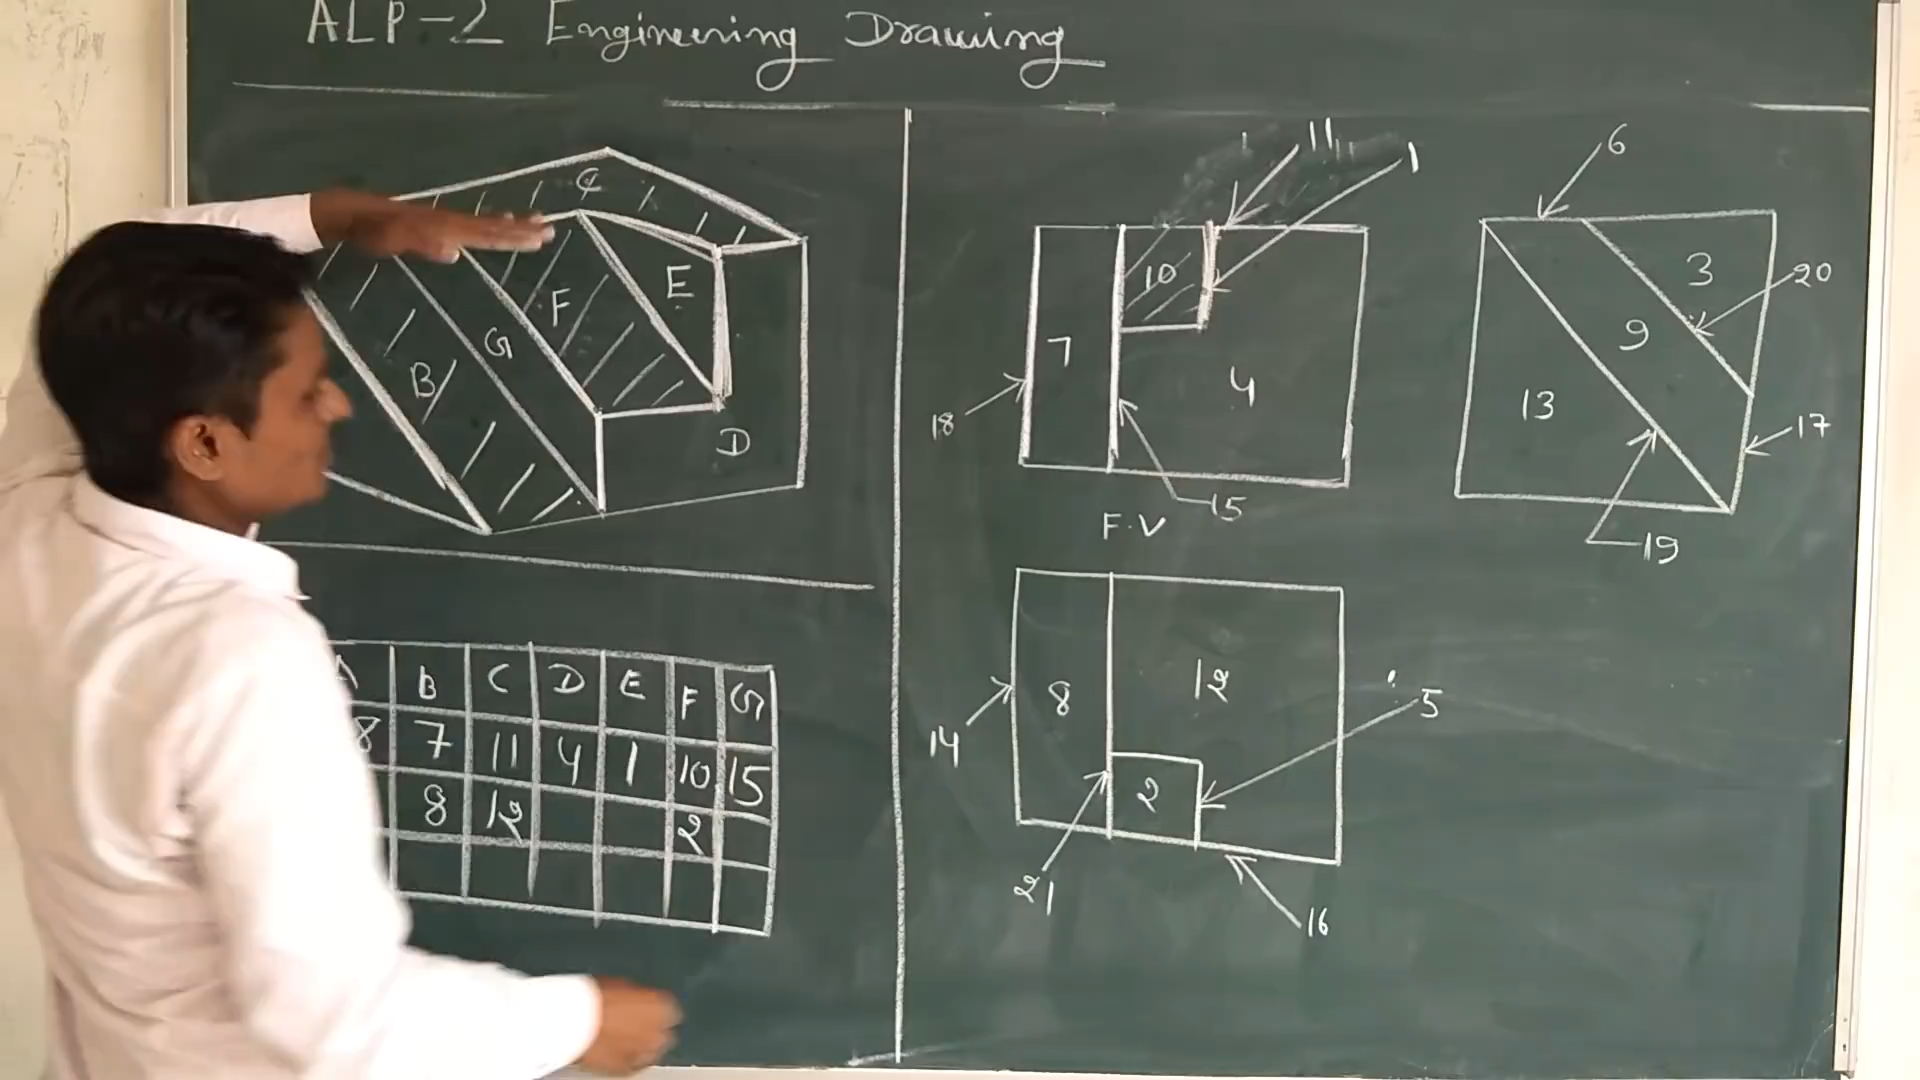 ALP-2 Engineering Drawing
C
E
F
G
B
D
A B C D E F G
8 7 11 4 1 10 15
8 12 2
11 1
10
7
4
18
15
F.V
6
3
20
9
13
17
19
8
12
5
14
2
21
16